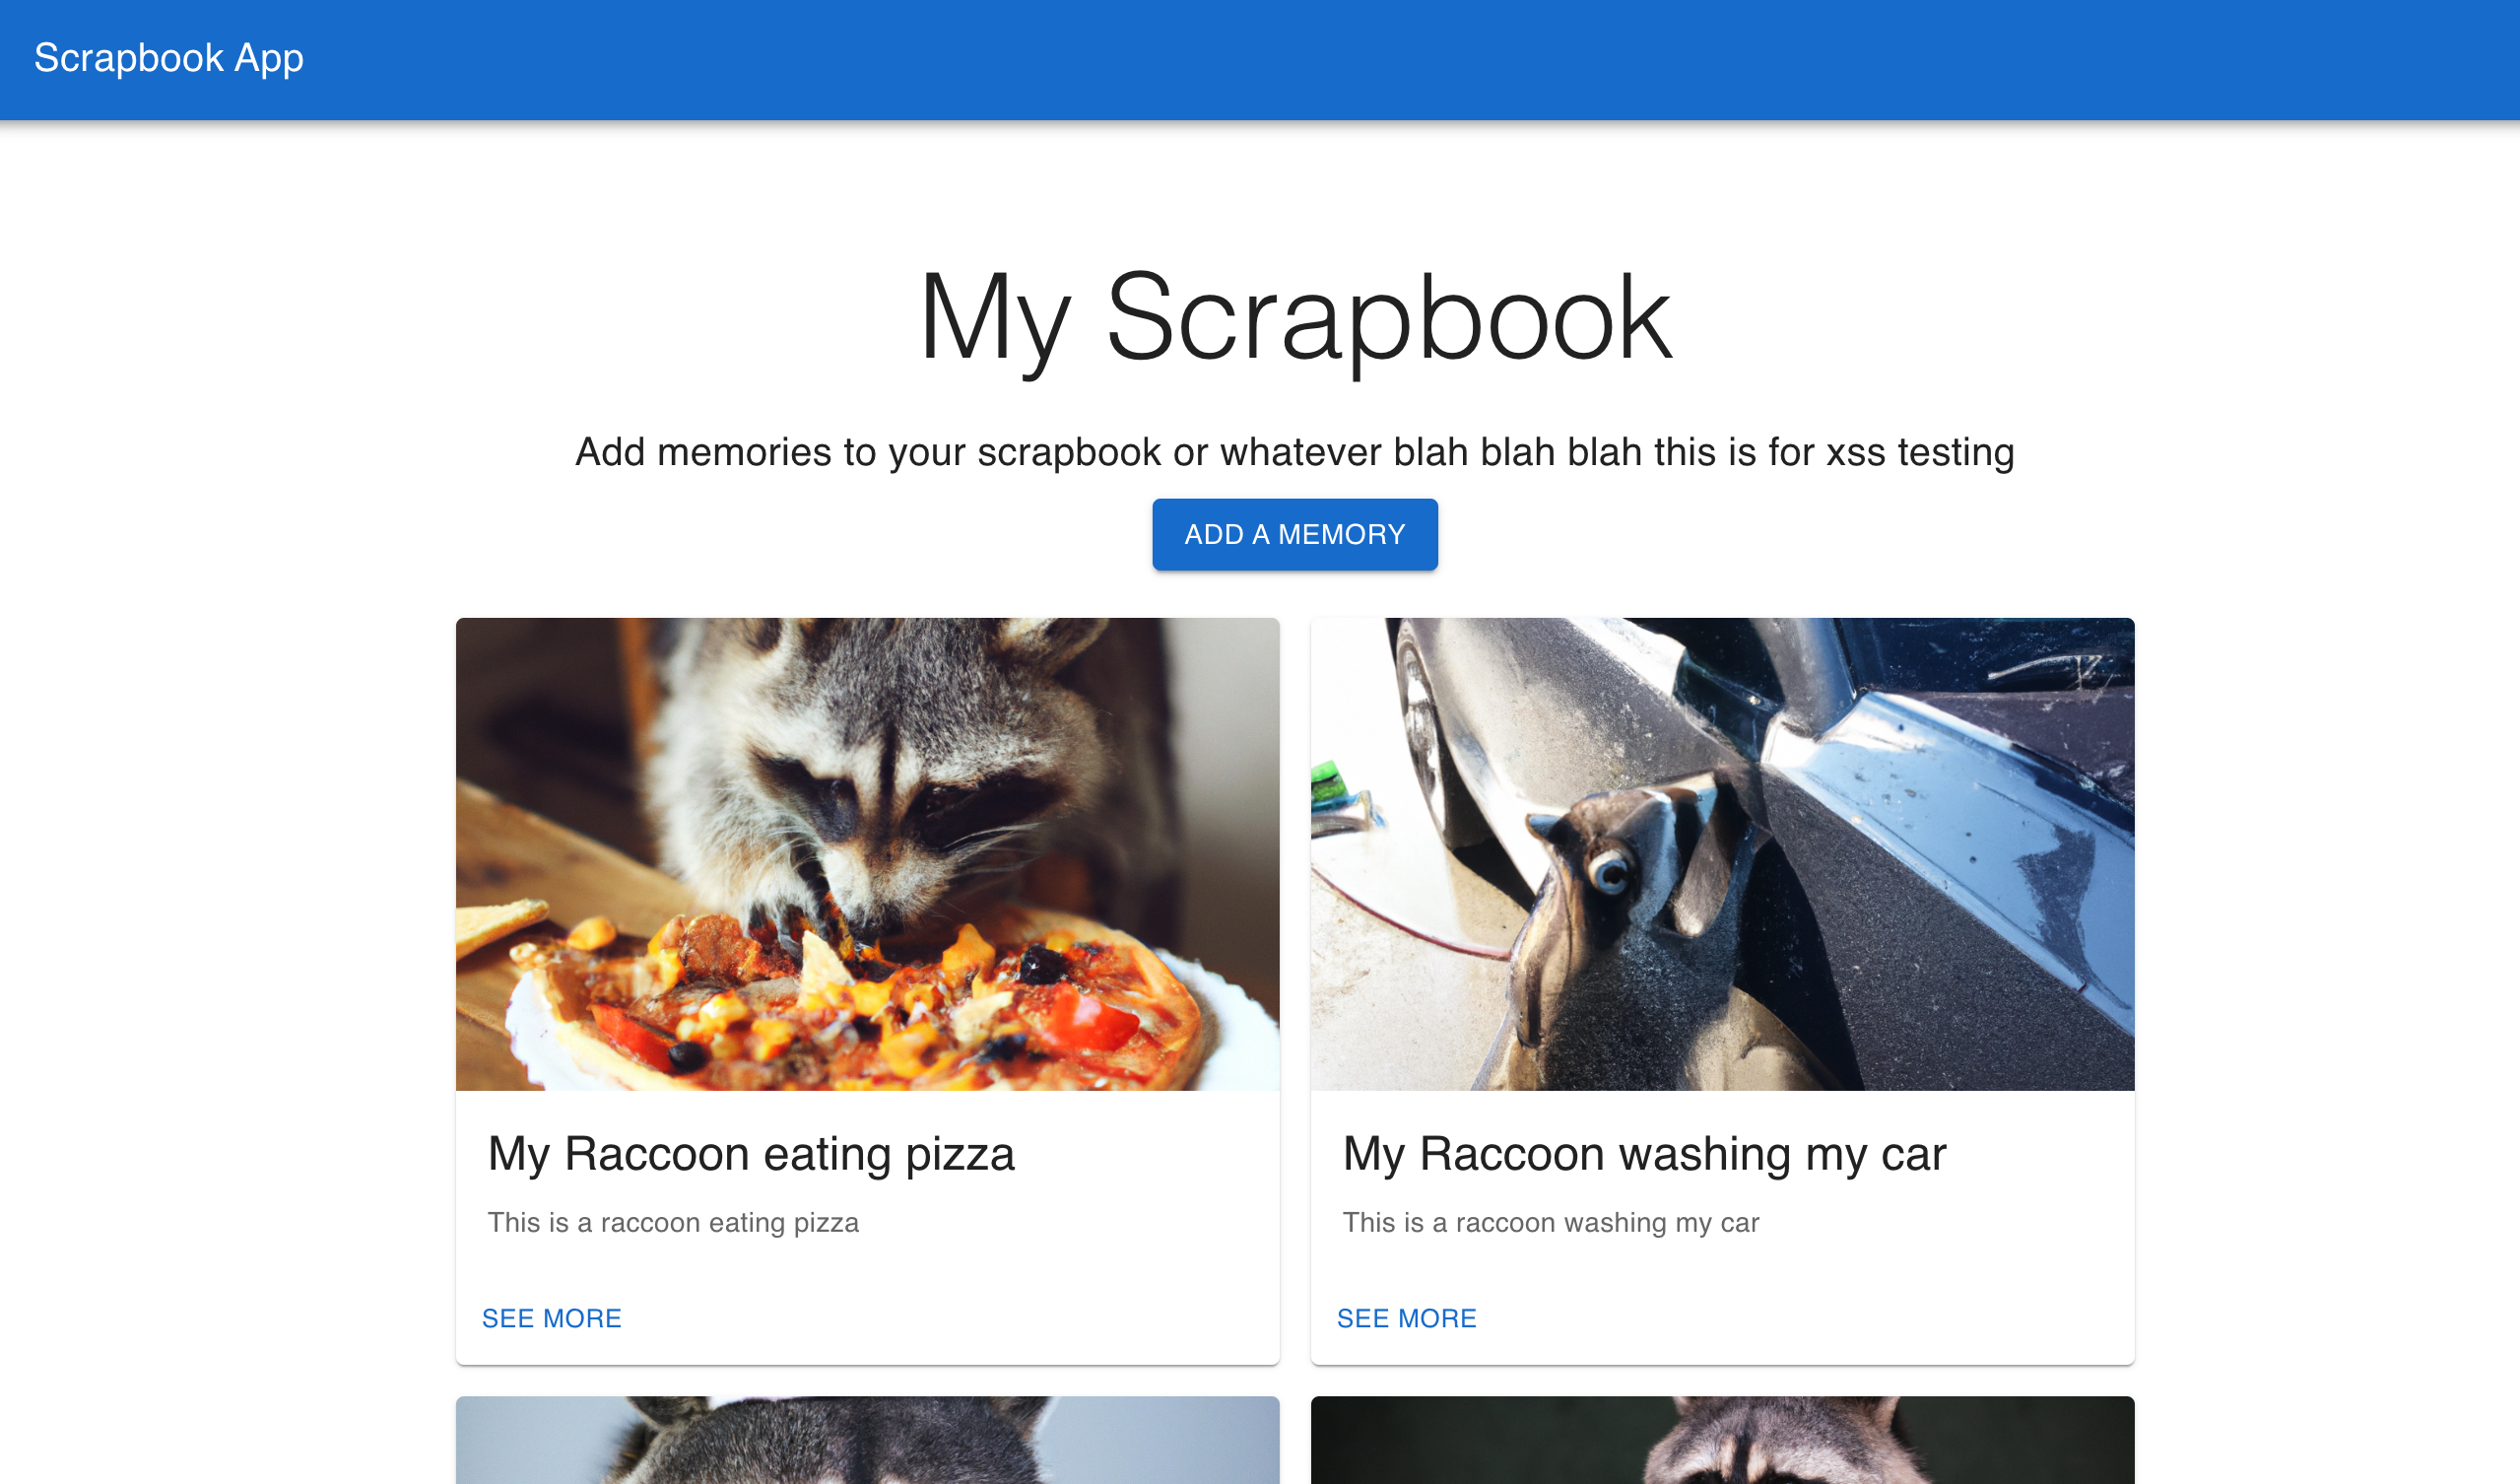 Scrapbook App
My Scrapbook
Add memories to your scrapbook or whatever blah blah blah this is for xss testing
ADD A MEMORY
My Raccoon eating pizza
This is a raccoon eating pizza
SEE MORE
My Raccoon washing my car
This is a raccoon washing my car
SEE MORE